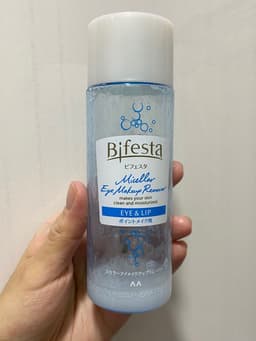 Bifesta
ビフェスタ
Micellar
Eye Makeup Remover
makes your skin
clean and moisturized
EYE & LIP
ポイントメイク用